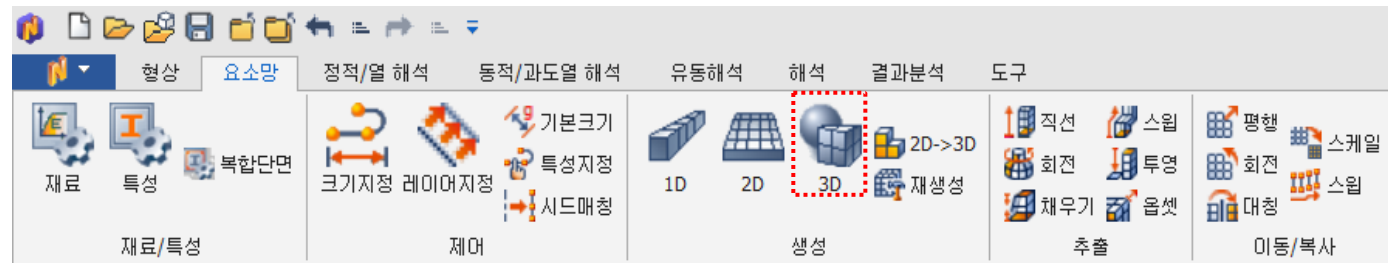 형상 요소망 정적/열 해석 동적/과도열 해석 유동해석 해석 결과분석 도구
재료 특성 복합단면
크기지정 레이어지정 기본크기 특성지정 시드매칭
1D 2D 3D 2D->3D 재생성
직선 스윕 회전 투영 채우기 옵셋
평행 회전 대칭 스케일 스윕
재료/특성 제어 생성 추출 이동/복사